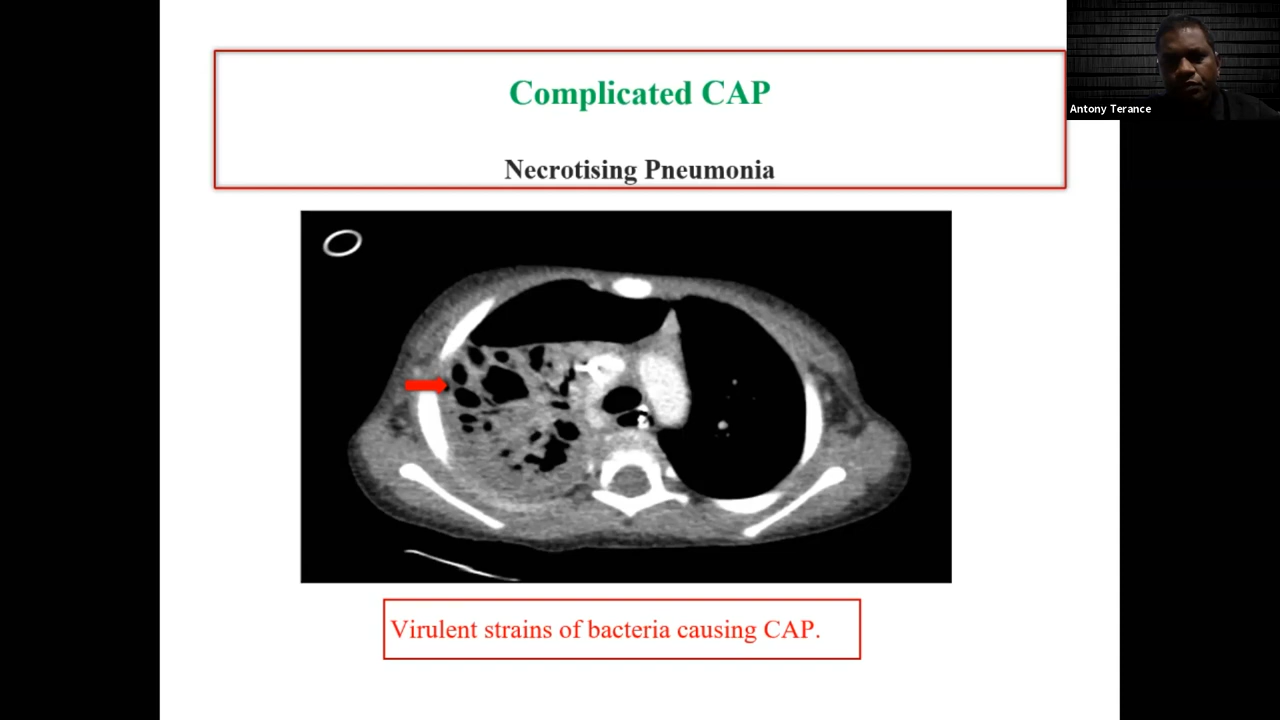 Complicated CAP
Antony Terance
Necrotising Pneumonia
Virulent strains of bacteria causing CAP.